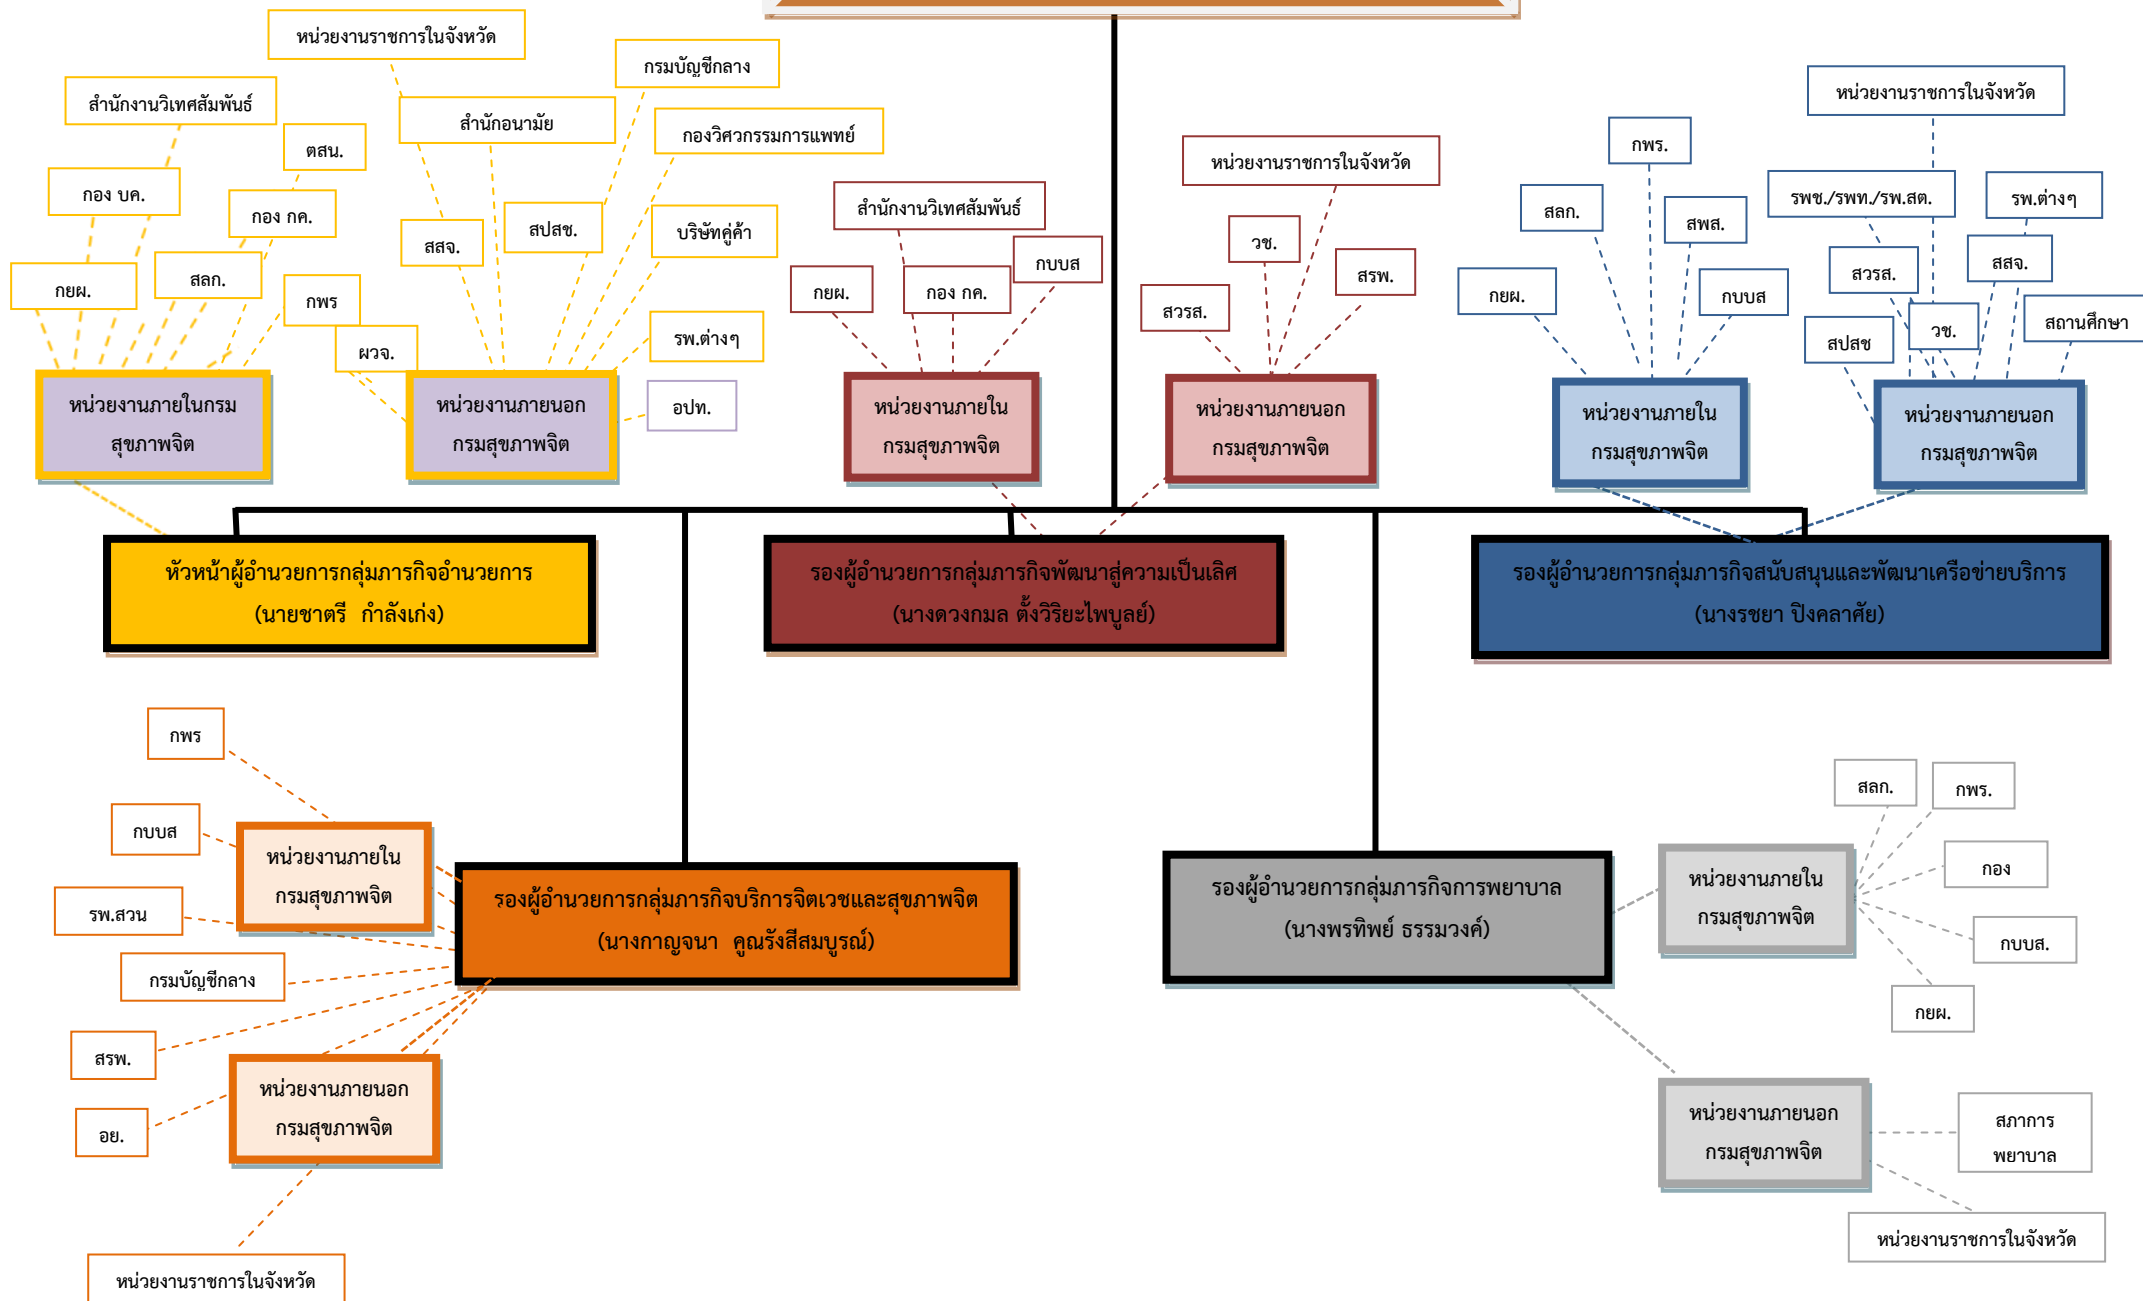 หน่วยงานราชการในจังหวัด
กรมบัญชีกลาง
สำนักงานวิเทศสัมพันธ์
สำนักอนามัย
กองวิศวกรรมการแพทย์
ตสน.
กอง บค.
กอง กค.
สสจ.
สปสช.
บริษัทคู่ค้า
กยผ.
สลก.
กพร
ผวจ.
รพ.ต่างๆ
อปท.
หน่วยงานภายในกรม
สุขภาพจิต
หน่วยงานภายนอก
กรมสุขภาพจิต
สำนักงานวิเทศสัมพันธ์
กยผ.
กอง กค.
กบบส
หน่วยงานภายใน
กรมสุขภาพจิต
หน่วยงานราชการในจังหวัด
วช.
สวรส.
สรพ.
หน่วยงานภายนอก
กรมสุขภาพจิต
กพร.
สลก.
สพส.
กยผ.
กบบส
หน่วยงานภายใน
กรมสุขภาพจิต
หน่วยงานราชการในจังหวัด
รพช./รพท./รพ.สต.
รพ.ต่างๆ
สวรส.
สสจ.
สปสช
วช.
สถานศึกษา
หน่วยงานภายนอก
กรมสุขภาพจิต
หัวหน้าผู้อำนวยการกลุ่มภารกิจอำนวยการ
(นายชาตรี  กำลังเก่ง)
รองผู้อำนวยการกลุ่มภารกิจพัฒนาสู่ความเป็นเลิศ
(นางดวงกมล ตั้งวิริยะไพบูลย์)
รองผู้อำนวยการกลุ่มภารกิจสนับสนุนและพัฒนาเครือข่ายบริการ
(นางรชยา ปิงคลาศัย)
กพร
กบบส
หน่วยงานภายใน
กรมสุขภาพจิต
รพ.สวน
กรมบัญชีกลาง
สรพ.
อย.
หน่วยงานภายนอก
กรมสุขภาพจิต
หน่วยงานราชการในจังหวัด
รองผู้อำนวยการกลุ่มภารกิจบริการจิตเวชและสุขภาพจิต
(นางกาญจนา  คูณรังสีสมบูรณ์)
รองผู้อำนวยการกลุ่มภารกิจการพยาบาล
(นางพรทิพย์ ธรรมวงค์)
สลก.
กพร.
หน่วยงานภายใน
กรมสุขภาพจิต
กอง
กบบส.
กยผ.
หน่วยงานภายนอก
กรมสุขภาพจิต
สภาการ
พยาบาล
หน่วยงานราชการในจังหวัด